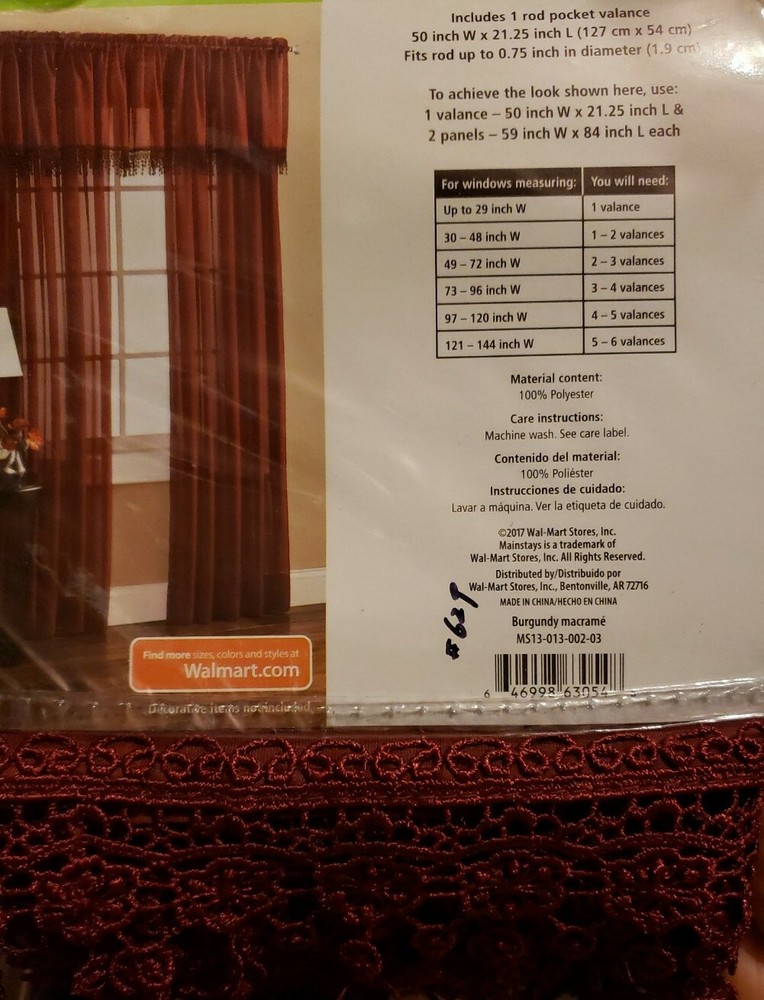 Includes 1 rod pocket valance
50 inch W x 21.25 inch L (127 cm x 54 cm)
Fits rod up to 0.75 inch in diameter (1.9 cm)
To achieve the look shown here, use:
1 valance – 50 inch W x 21.25 inch L &
2 panels – 59 inch W x 84 inch L each
For windows measuring: You will need:
Up to 29 inch W 1 valance
30 – 48 inch W 1 – 2 valances
49 – 72 inch W 2 – 3 valances
73 – 96 inch W 3 – 4 valances
97 – 120 inch W 4 – 5 valances
121 – 144 inch W 5 – 6 valances
Material content:
100% Polyester
Care instructions:
Machine wash. See care label.
Contenido del material:
100% Poliéster
Instrucciones de cuidado:
Lavar a máquina. Ver la etiqueta de cuidado.
©2017 Wal-Mart Stores, Inc.
Mainstays is a trademark of
Wal-Mart Stores, Inc. All Rights Reserved.
Distributed by/Distribuido por
Wal-Mart Stores, Inc., Bentonville, AR 72716
MADE IN CHINA/HECHO EN CHINA
Burgundy macramé
MS13-013-002-03
#629
6 46998 63054
Find more sizes, colors and styles at
Walmart.com
Decorative items not included.